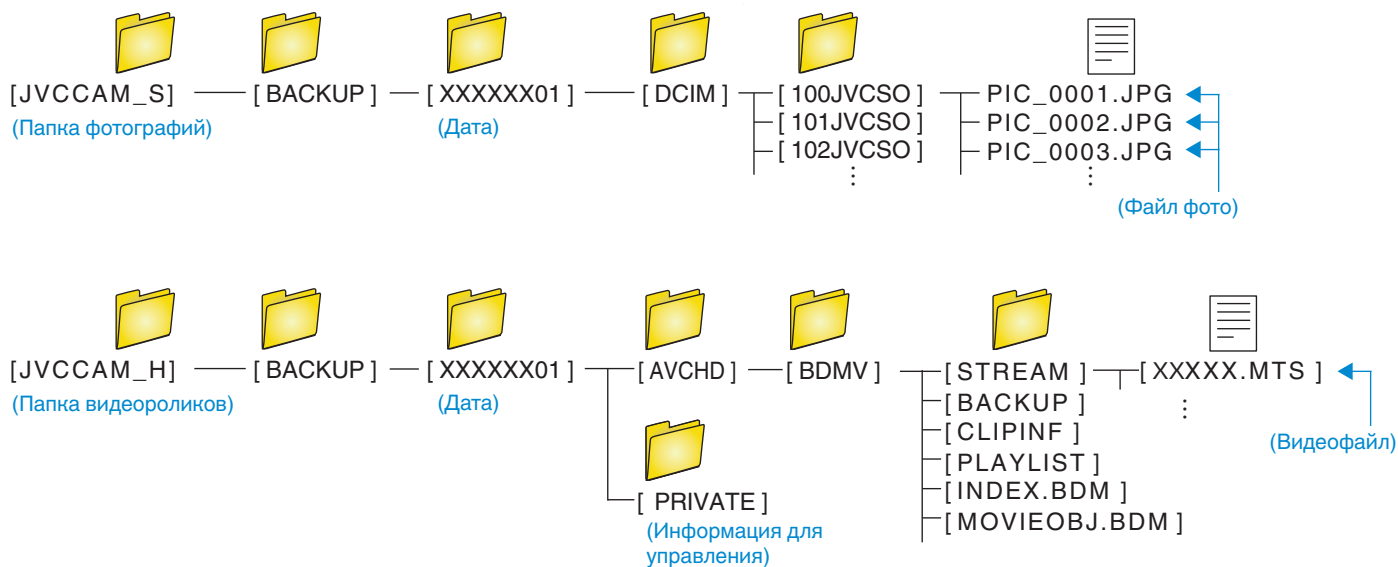 [JVCCAM_S] [BACKUP] [XXXXXX01] [DCIM] [100JVCSO] PIC_0001.JPG
(Папка фотографий) (Дата) [101JVCSO] PIC_0002.JPG
[102JVCSO] PIC_0003.JPG
(Файл фото)
[JVCCAM_H] [BACKUP] [XXXXXX01] [AVCHD] [BDMV] [STREAM] [XXXXX.MTS]
(Папка видеороликов) (Дата) [BACKUP]
[CLIPINF] (Видеофайл)
[PLAYLIST]
[PRIVATE] [INDEX.BDM]
(Информация для [MOVIEOBJ.BDM]
управления)